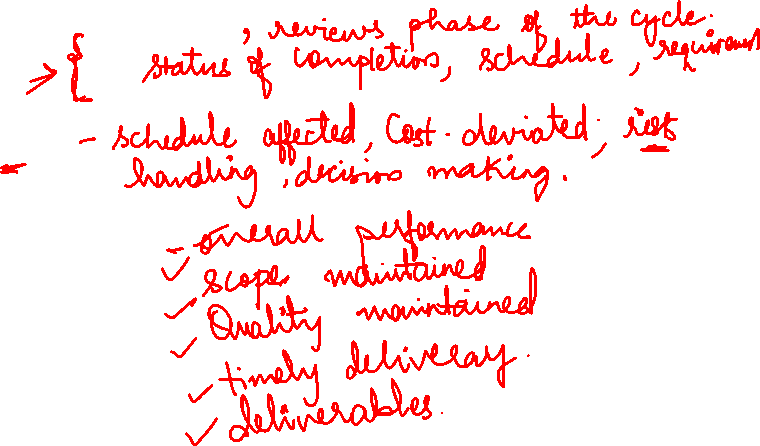 , reviews phase of the cycle.
status of completion, schedule, requirement
- schedule affected, Cost deviated, risk
handling, decision making.
- overall performance
✓ scope maintained
✓ Quality maintained
✓ timely deliveray.
✓ deliverables.